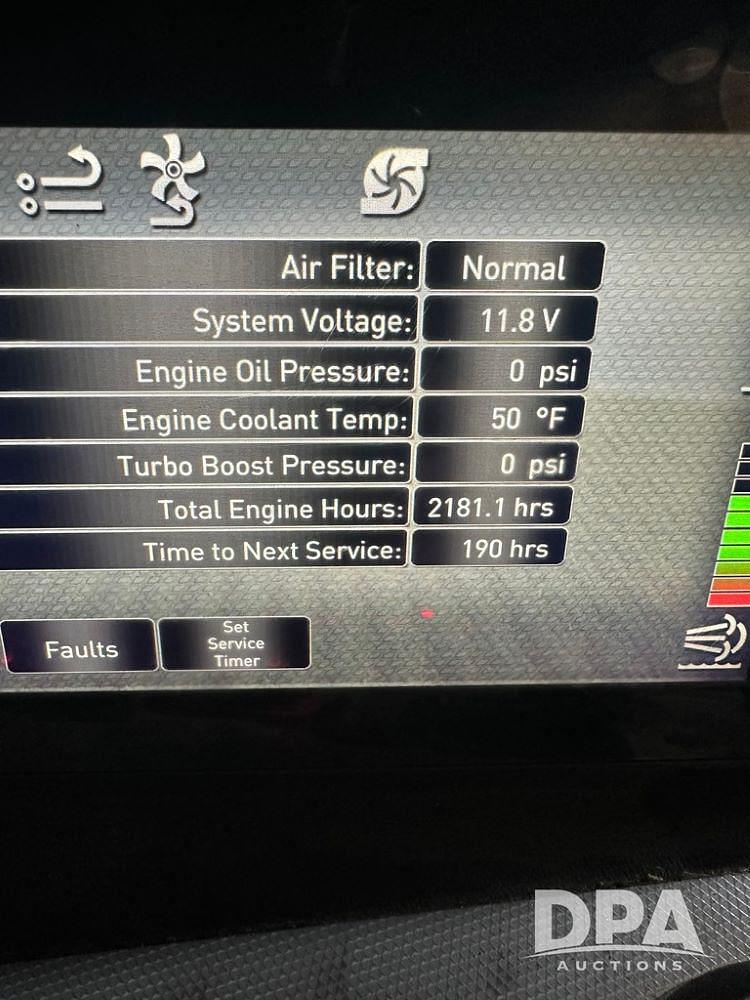 Air Filter: Normal
System Voltage: 11.8 V
Engine Oil Pressure: 0 psi
Engine Coolant Temp: 50 °F
Turbo Boost Pressure: 0 psi
Total Engine Hours: 2181.1 hrs
Time to Next Service: 190 hrs
Faults
Set
Service
Timer
DPA
AUCTIONS